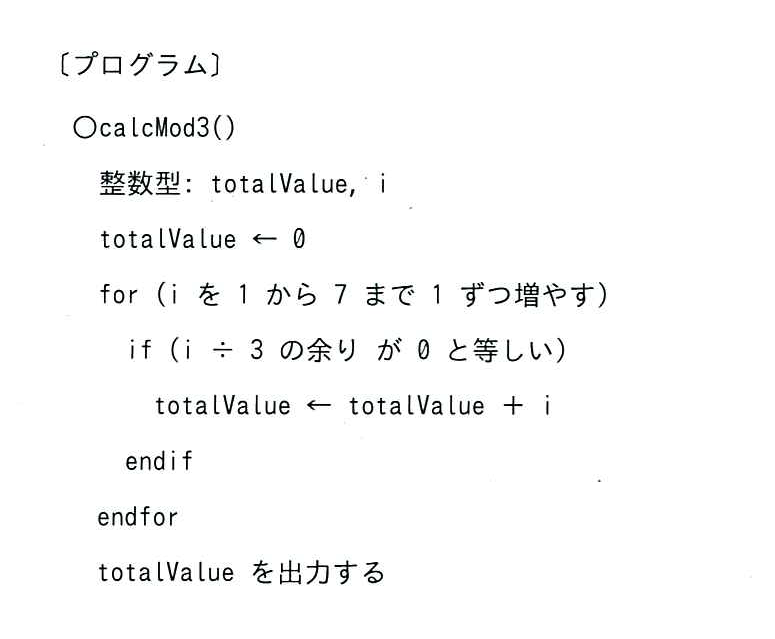 〔プログラム〕
○calcMod3()
整数型: totalValue, i
totalValue ← 0
for (i を 1 から 7 まで 1 ずつ増やす)
if (i ÷ 3 の余り が 0 と等しい)
totalValue ← totalValue + i
endif
endfor
totalValue を出力する